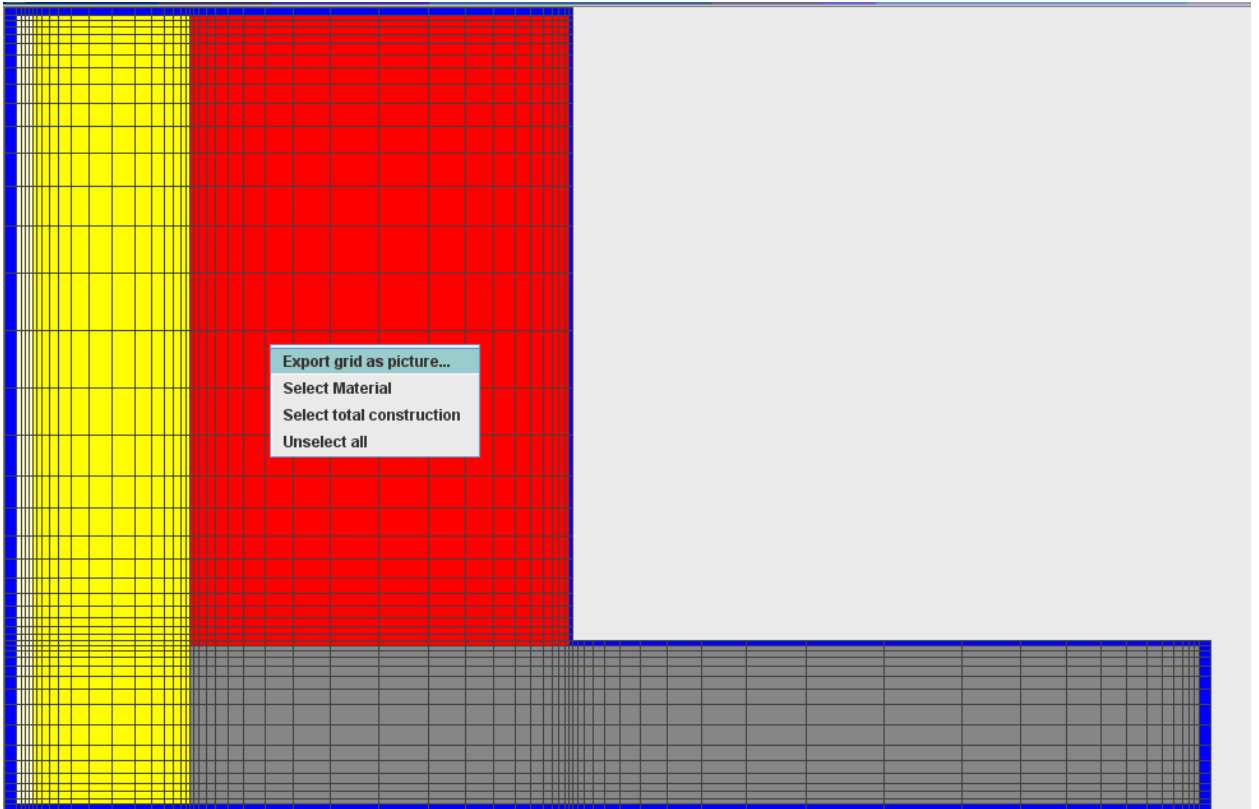 Export grid as picture...
Select Material
Select total construction
Unselect all